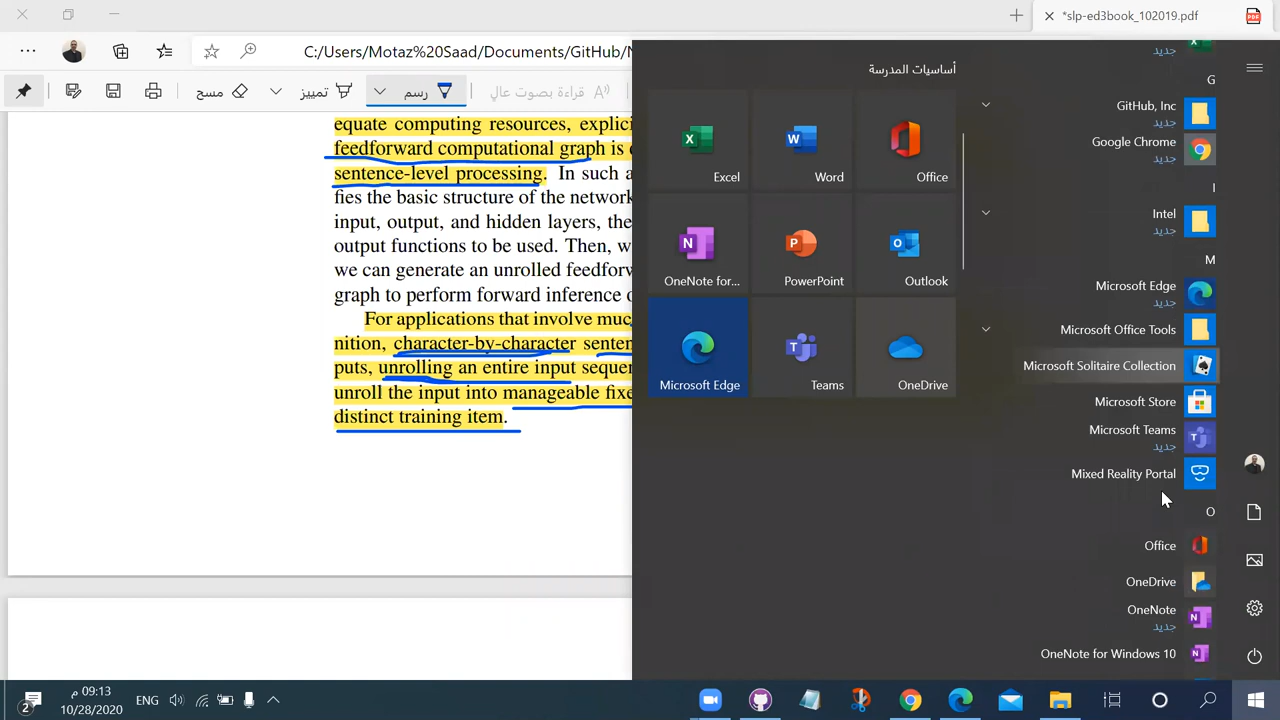 *slp-ed3book_102019.pdf
C:/Users/Motaz%20Saad/Documents/GitHub/N
رسم
تمييز
مسح
قراءة بصوت عالٍ
equate computing resources, explici
feedforward computational graph is
sentence-level processing. In such a
fies the basic structure of the network
input, output, and hidden layers, the
output functions to be used. Then, w
we can generate an unrolled feedforw
graph to perform forward inference o
For applications that involve muc
nition, character-by-character senten
puts, unrolling an entire input seque
unroll the input into manageable fixe
distinct training item.
أساسيات المدرسة
Excel
Word
Office
OneNote for...
PowerPoint
Outlook
Microsoft Edge
Teams
OneDrive
جديد
G
GitHub, Inc
جديد
Google Chrome
جديد
I
Intel
جديد
M
Microsoft Edge
جديد
Microsoft Office Tools
Microsoft Solitaire Collection
Microsoft Store
Microsoft Teams
جديد
Mixed Reality Portal
O
Office
OneDrive
OneNote
جديد
OneNote for Windows 10
09:13 م
10/28/2020
ENG
2